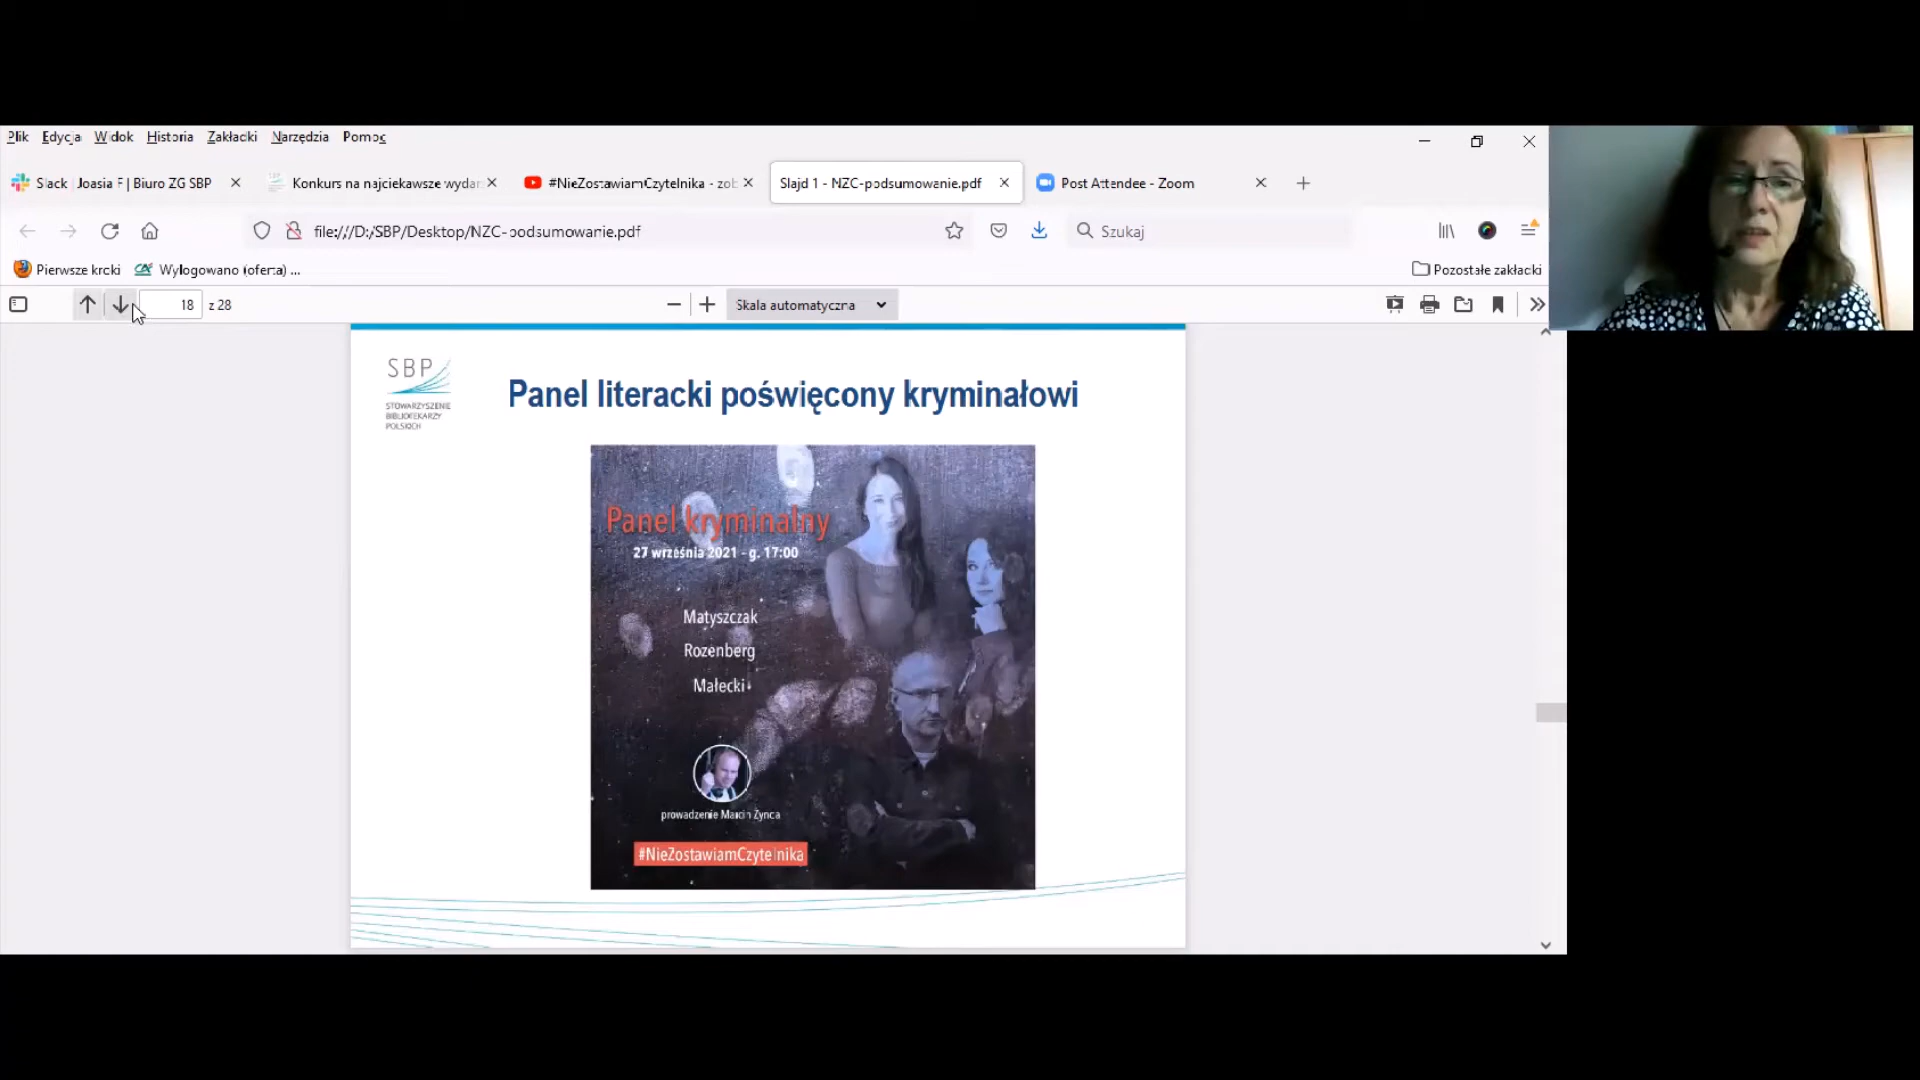 Plik Edycja Widok Historia Zakładki Narzędzia Pomoc
Slack | Joasia F | Biuro ZG SBP
Konkurs na najciekawsze wydar
#NieZostawiamCzytelnika - zob
Slajd 1 - NZC-podsumowanie.pdf
Post Attendee - Zoom
file:///D:/SBP/Desktop/NZC-podsumowanie.pdf
Szukaj
Pierwsze kroki
Wylogowano (oferta) ...
Pozostałe zakładki
18 z 28
Skala automatyczna
SBP
STOWARZYSZENIE
BIBLIOTEKARZY
POLSKICH
Panel literacki poświęcony kryminałowi
Panel kryminalny
27 września 2021 - g. 17:00
Matyszczak
Rozenberg
Małecki
prowadzenie Marcin Zynca
#NieZostawiamCzytelnika